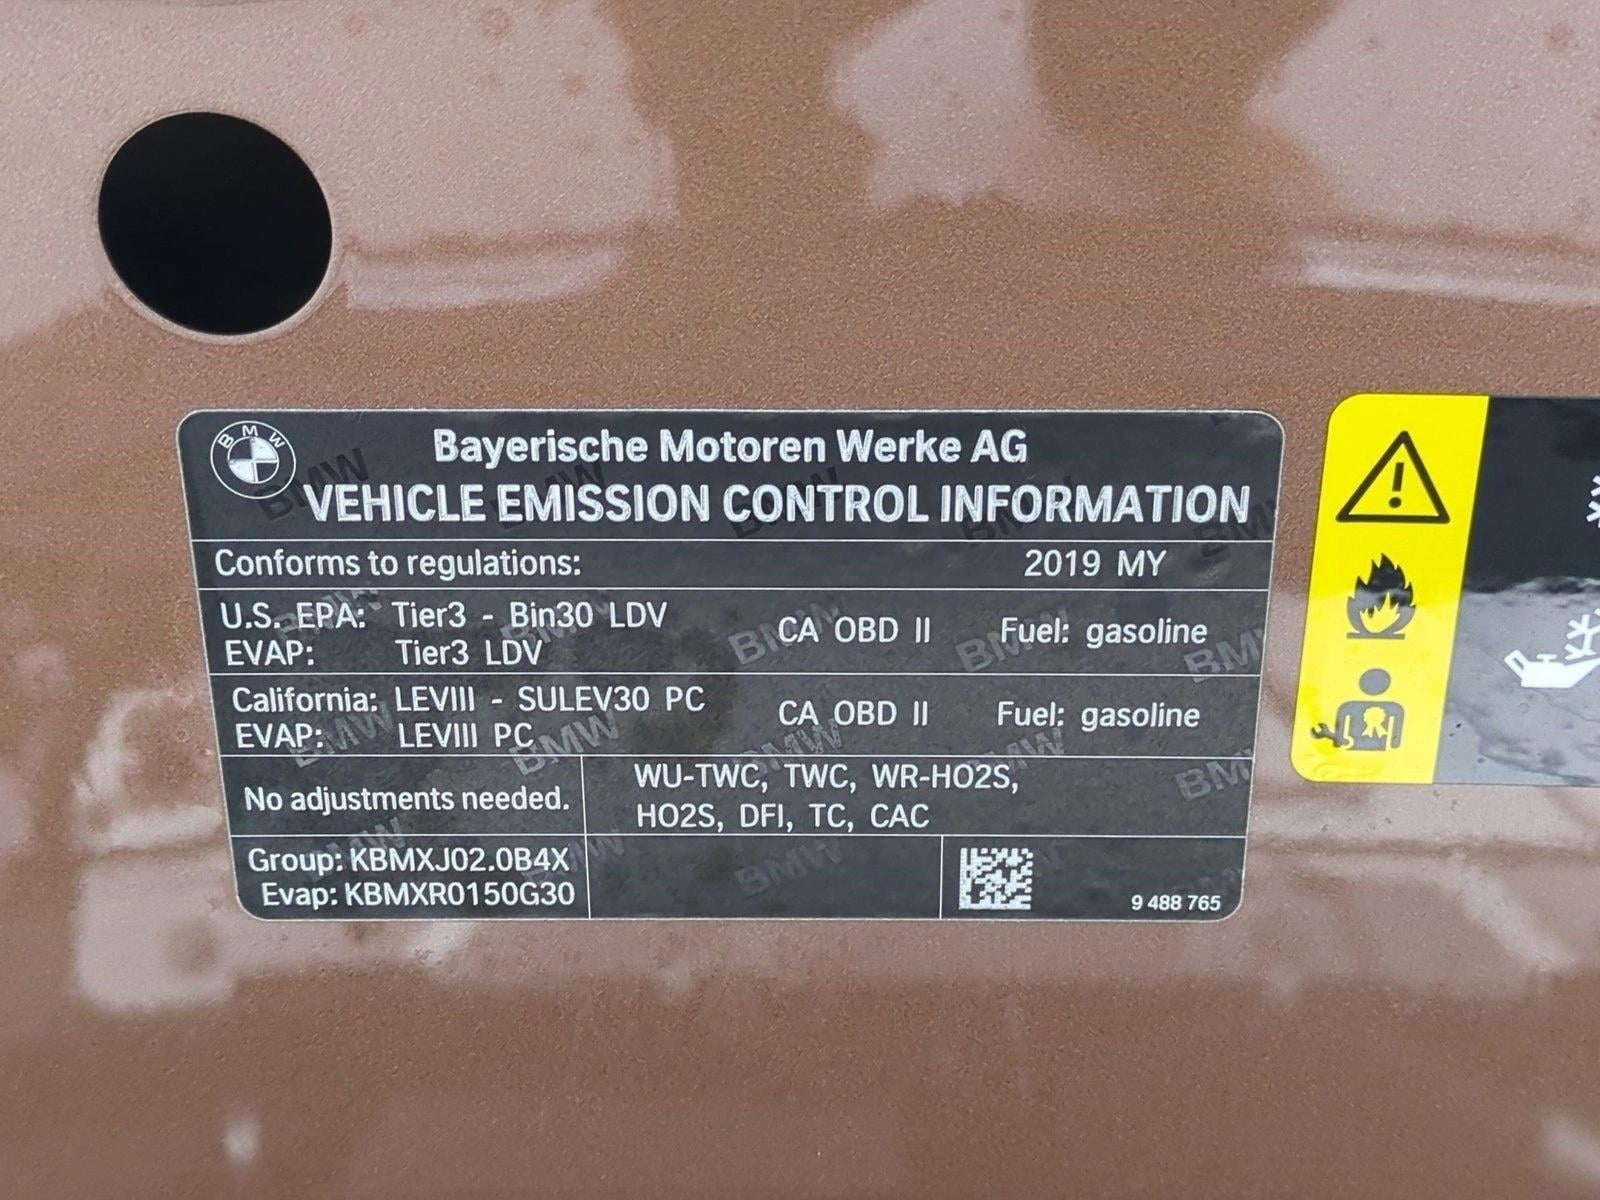 BMW
Bayerische Motoren Werke AG
VEHICLE EMISSION CONTROL INFORMATION
Conforms to regulations: 2019 MY
U.S. EPA: Tier3 - Bin30 LDV CA OBD II Fuel: gasoline
EVAP: Tier3 LDV
California: LEVIII - SULEV30 PC CA OBD II Fuel: gasoline
EVAP: LEVIII PC
No adjustments needed.
WU-TWC, TWC, WR-HO2S,
HO2S, DFI, TC, CAC
Group: KBMXJ02.0B4X
Evap: KBMXR0150G30
9 488 765